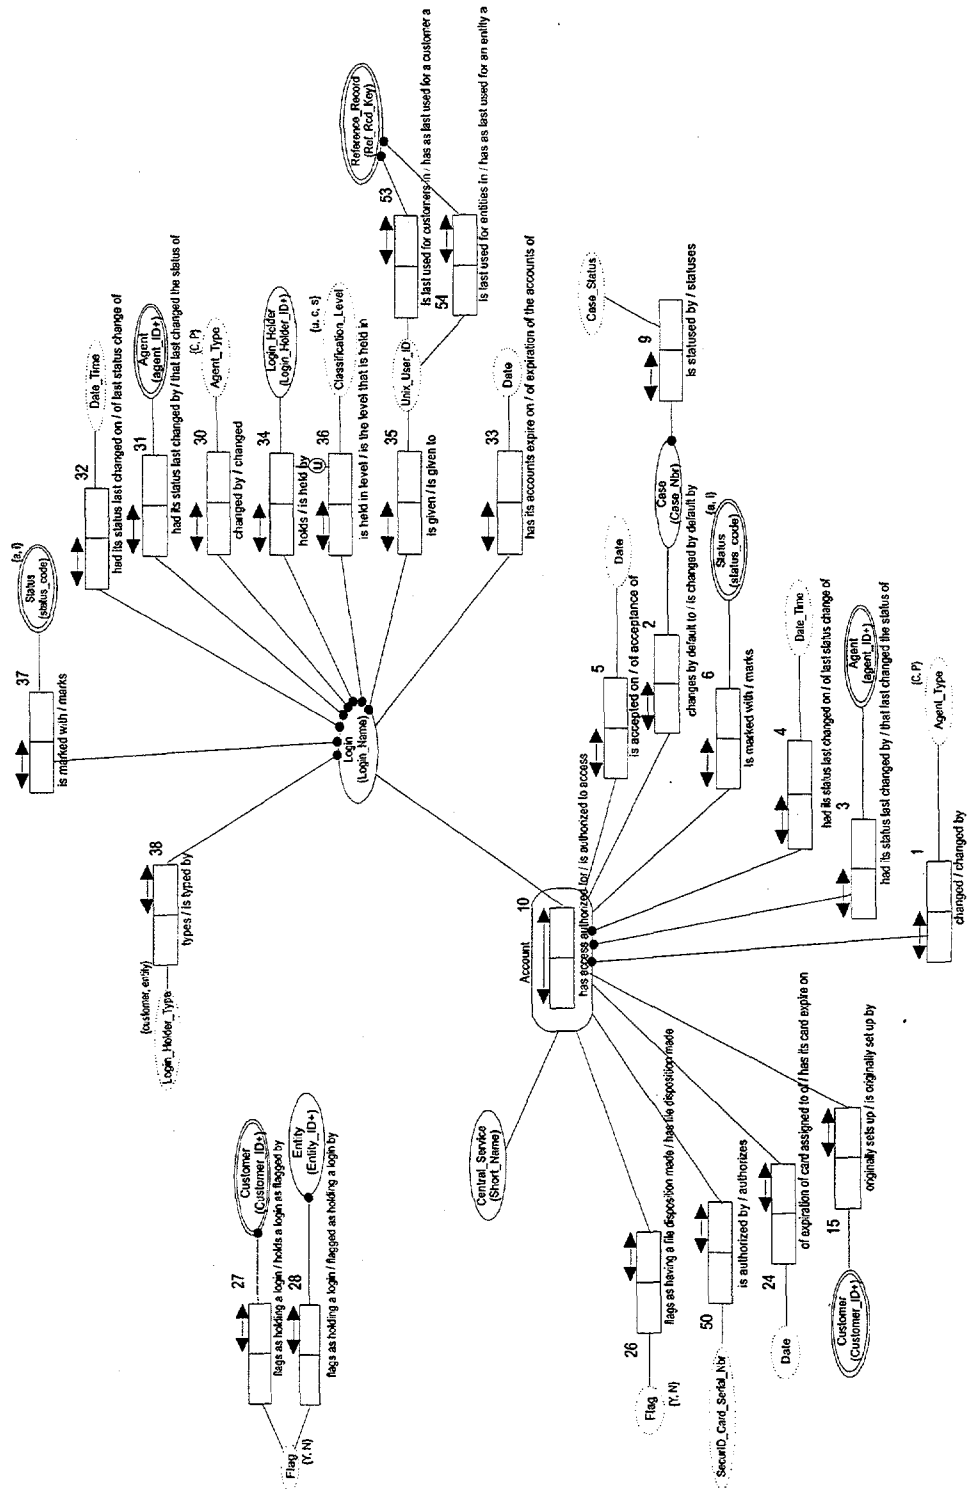 Flag
{Y, N}
27
flags as holding a login / holds a login as flagged by
Customer
(Customer_ID+)
28
flags as holding a login / flagged as holding a login by
Entity
(Entity_ID+)
{customer, entity}
Login_Holder_Type
38
types / is typed by
37
is marked with / marks
{a, i}
Status
(status_code)
32
had its status last changed on / of last status change of
Date_Time
31
had its status last changed by / that last changed the status of
Agent
(agent_ID+)
30
changed by / changed
{C, P}
Agent_Type
34
holds / is held by
Login_Holder
(Login_Holder_ID+)
u
36
is held in level / is the level that is held in
{u, c, s}
Classification_Level
35
is given / is given to
Unix_User_ID
33
has its accounts expire on / of expiration of the accounts of
Date
53
is last used for customers in / has as last used for a customer a
54
is last used for entities in / has as last used for an entity a
Reference_Record
(Ref_Rcd_Key)
Login
(Login_Name)
Central_Service
(Short_Name)
Account
10
has access authorized for / is authorized to access
5
is accepted on / of acceptance of
Date
2
changes by default to / is changed by default by
Case
(Case_Nbr)
9
is statused by / statuses
Case_Status
6
is marked with / marks
{a, i}
Status
(status_code)
4
had its status last changed on / of last status change of
Date_Time
3
had its status last changed by / that last changed the status of
Agent
(agent_ID+)
1
changed / changed by
{C, P}
Agent_Type
Flag
{Y, N}
26
flags as having a file disposition made / has file disposition made
SecurID_Card_Serial_Nbr
50
is authorized by / authorizes
Date
24
of expiration of card assigned to of / has its card expire on
Customer
(Customer_ID+)
15
originally sets up / is originally set up by